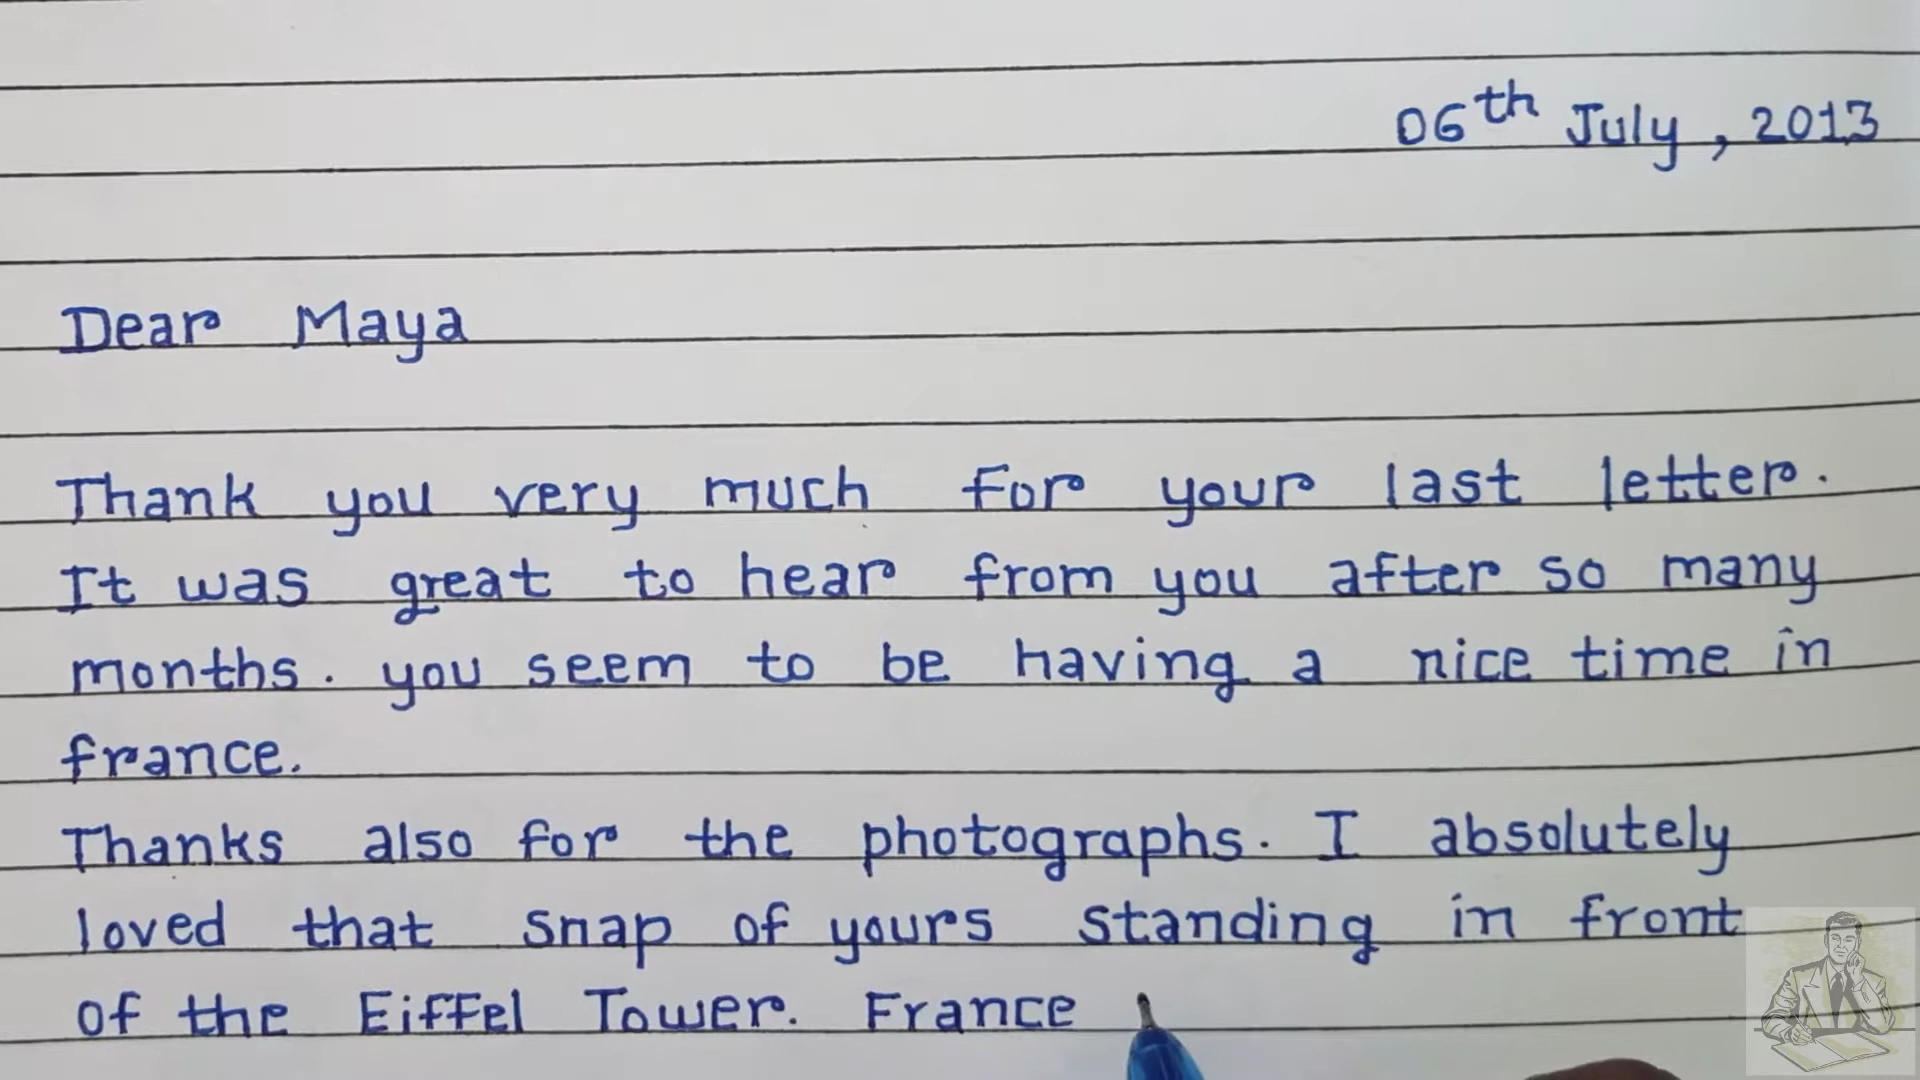 06th July, 2013
Dear Maya
Thank you very much for your last letter.
It was great to hear from you after so many
months. you seem to be having a nice time in
france.
Thanks also for the photographs. I absolutely
loved that snap of yours standing in front
of the Eiffel Tower. France